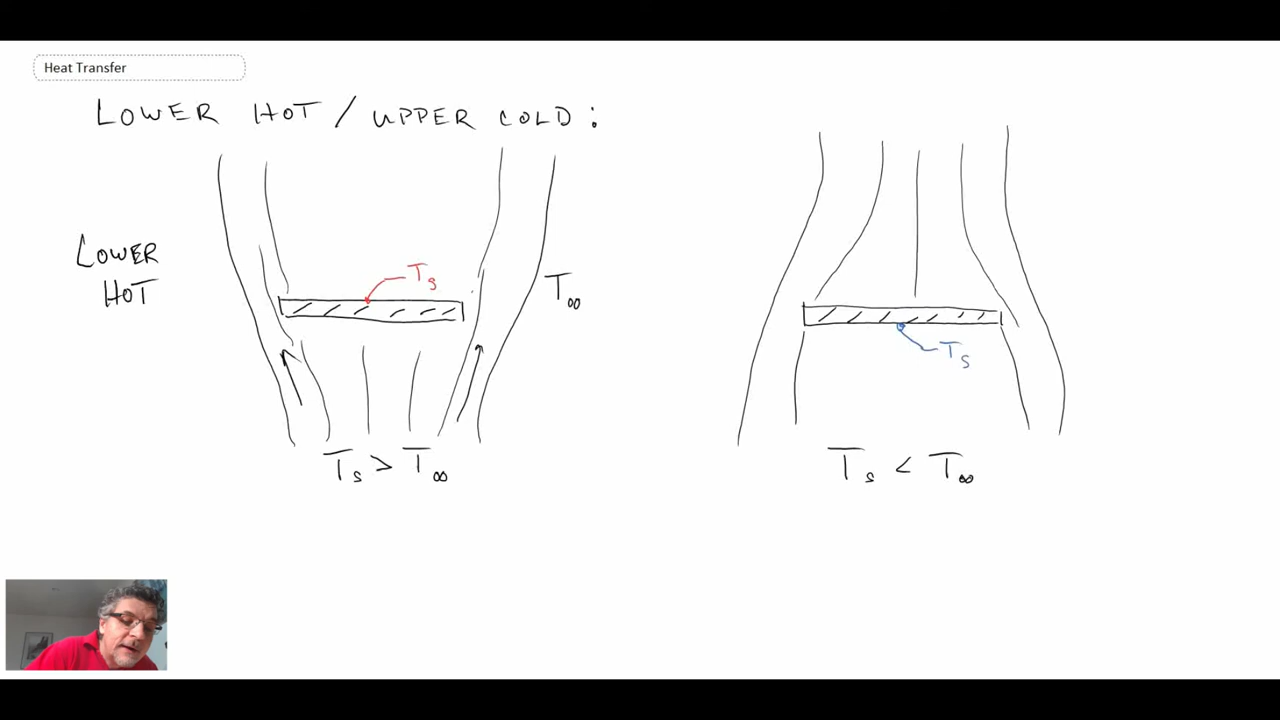 Heat Transfer
LOWER HOT / UPPER COLD:
LOWER
HOT
Ts
T∞
Ts
Ts > T∞
Ts < T∞